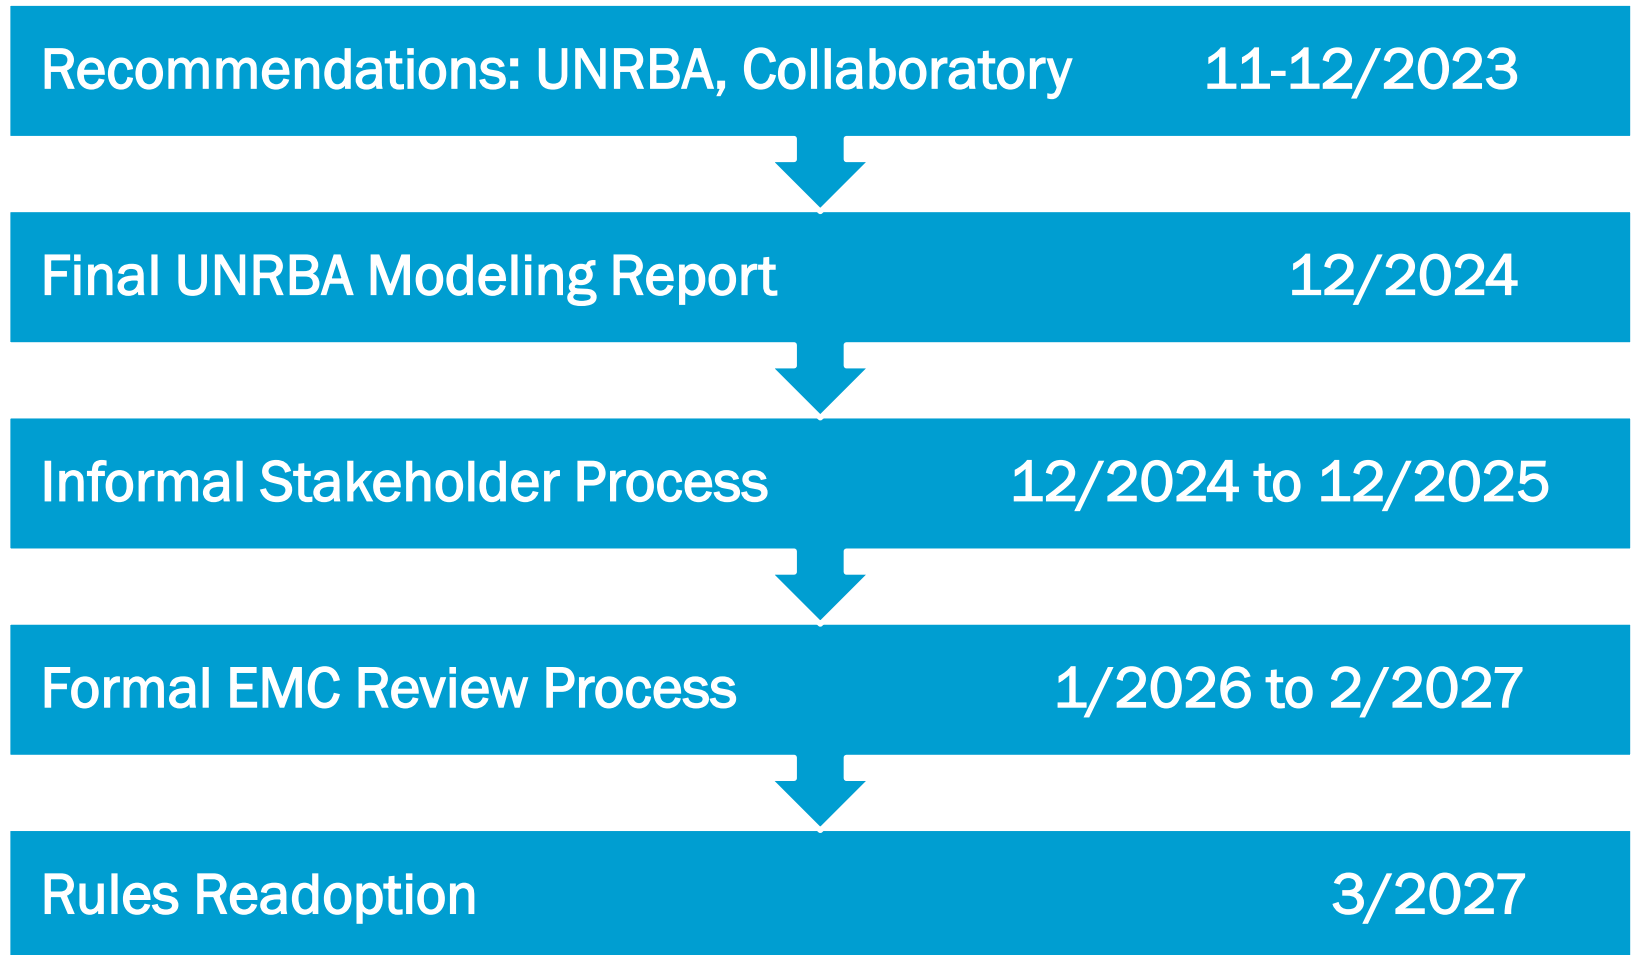 Recommendations: UNRBA, Collaboratory 11-12/2023
Final UNRBA Modeling Report 12/2024
Informal Stakeholder Process 12/2024 to 12/2025
Formal EMC Review Process 1/2026 to 2/2027
Rules Readoption 3/2027